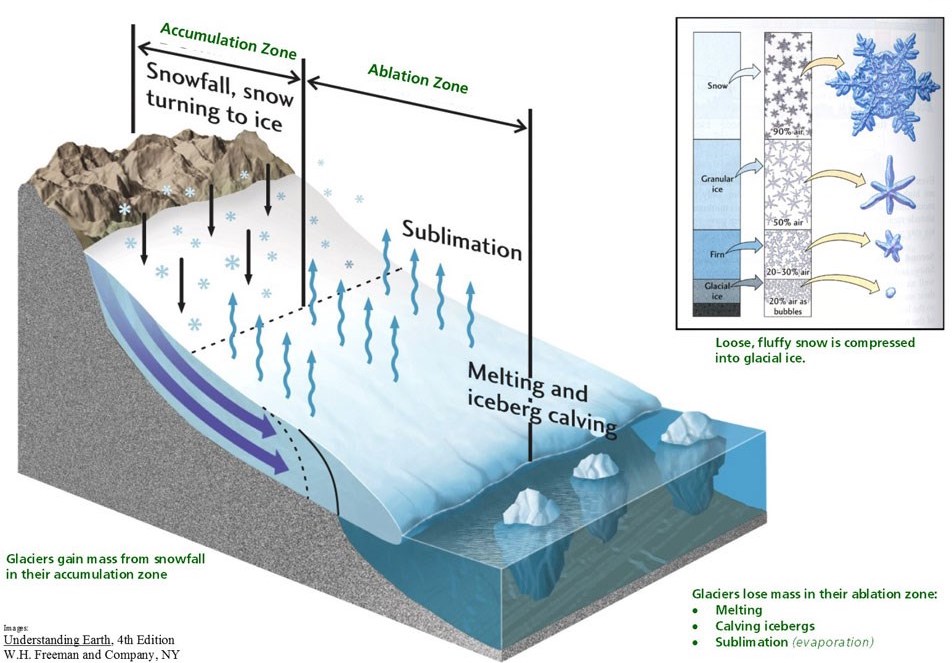 Accumulation Zone
Ablation Zone
Snowfall, snow
turning to ice
Sublimation
Melting and
iceberg calving
Snow
90% air
Granular
ice
50% air
Firn
20–30% air
Glacial
ice
20% air as
bubbles
Loose, fluffy snow is compressed
into glacial ice.
Glaciers gain mass from snowfall
in their accumulation zone
Glaciers lose mass in their ablation zone:
• Melting
• Calving icebergs
• Sublimation (evaporation)
Images:
Understanding Earth, 4th Edition
W.H. Freeman and Company, NY